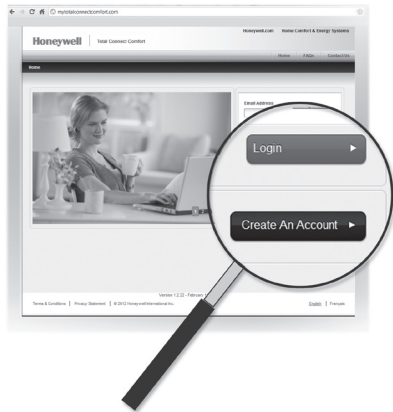 mytotalconnectcomfort.com
Honeywell.com Home Comfort & Energy Systems
Honeywell Total Connect Comfort
Home FAQs Contact Us
Home
Email Address
Login
Create An Account
Version 1.2.32 - February
Terms & Conditions Privacy Statement © 2012 Honeywell International Inc. English Français